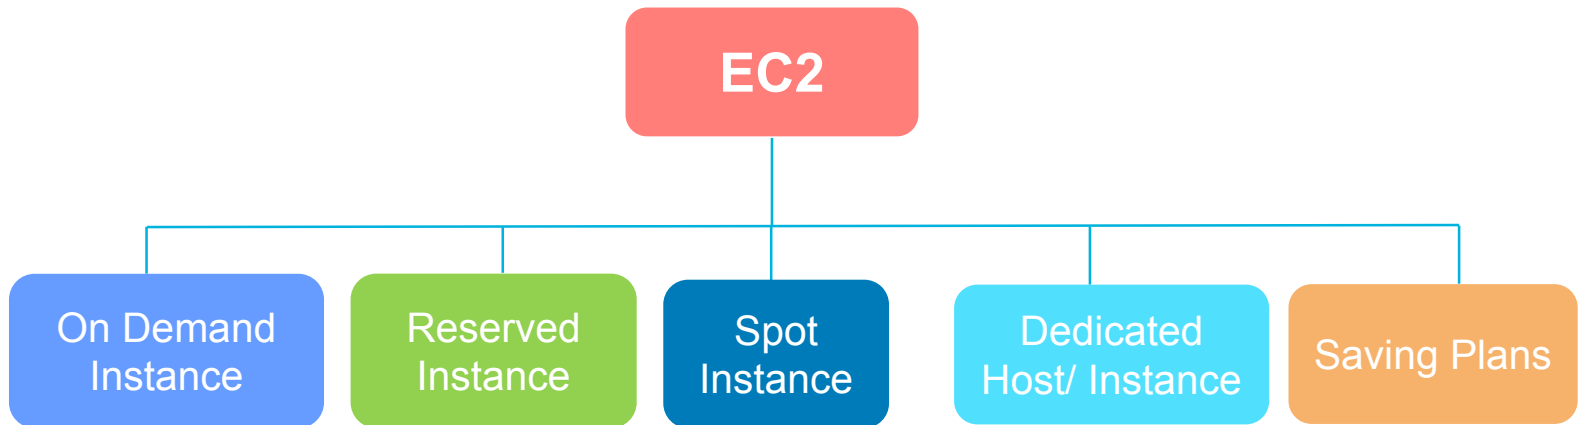 EC2
On Demand
Instance
Reserved
Instance
Spot
Instance
Dedicated
Host/ Instance
Saving Plans